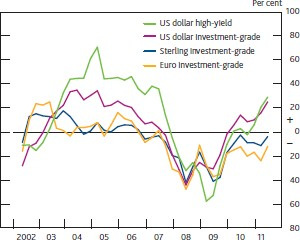 Per cent
US dollar high-yield
US dollar investment-grade
Sterling investment-grade
Euro investment-grade
100
80
60
40
20
+
0
–
20
40
60
80
2002 03 04 05 06 07 08 09 10 11